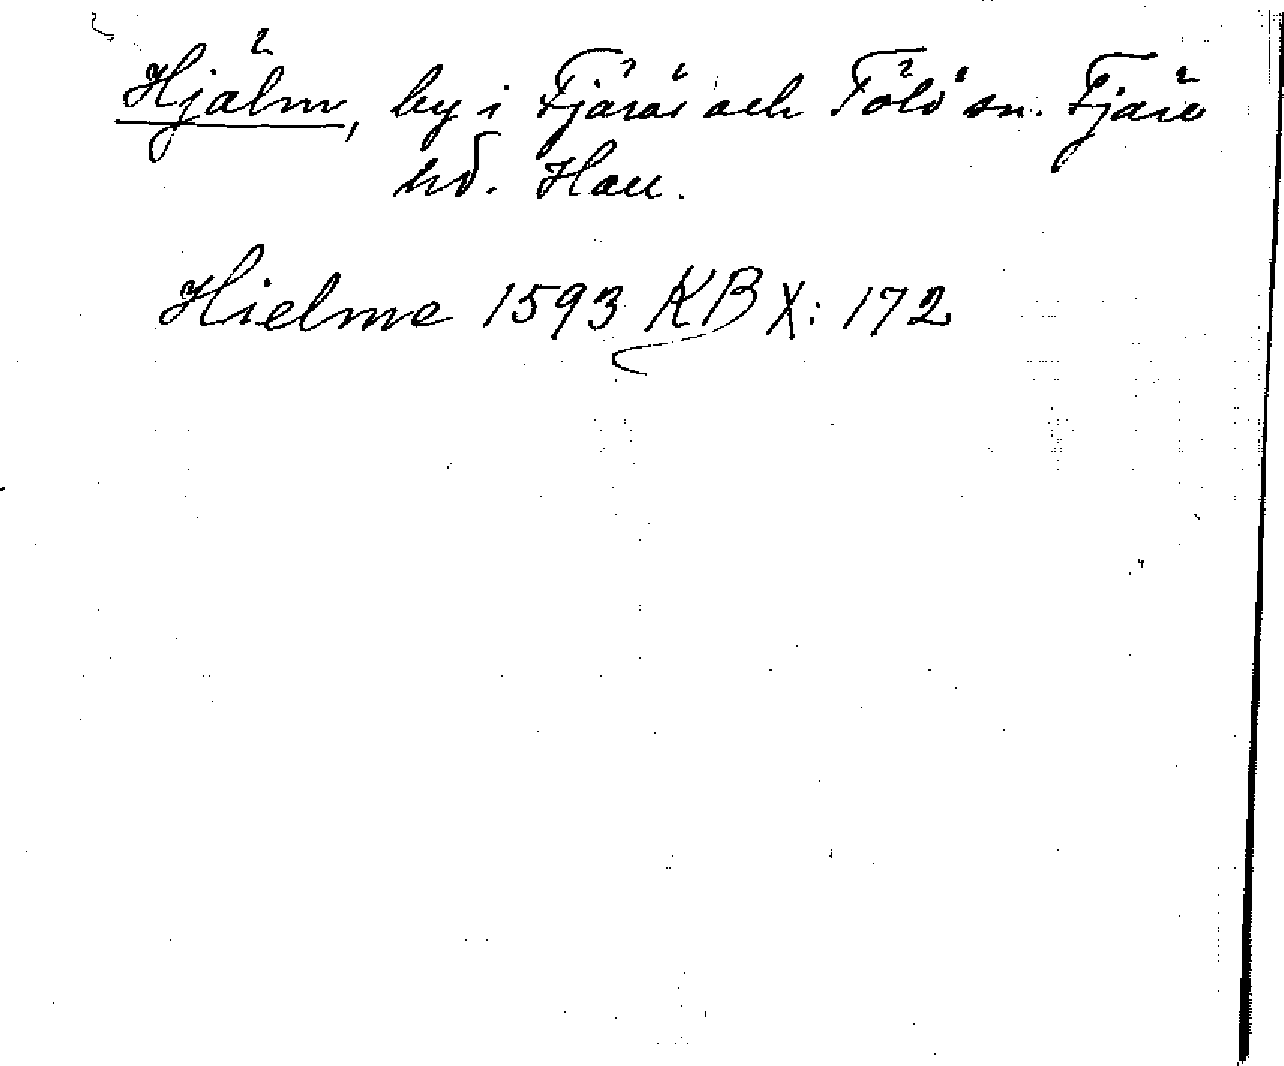 Hjälm, by i Fjärås och Tölö sn. Fjäre
hd. Hall.
Hielme 1593 KB X: 172